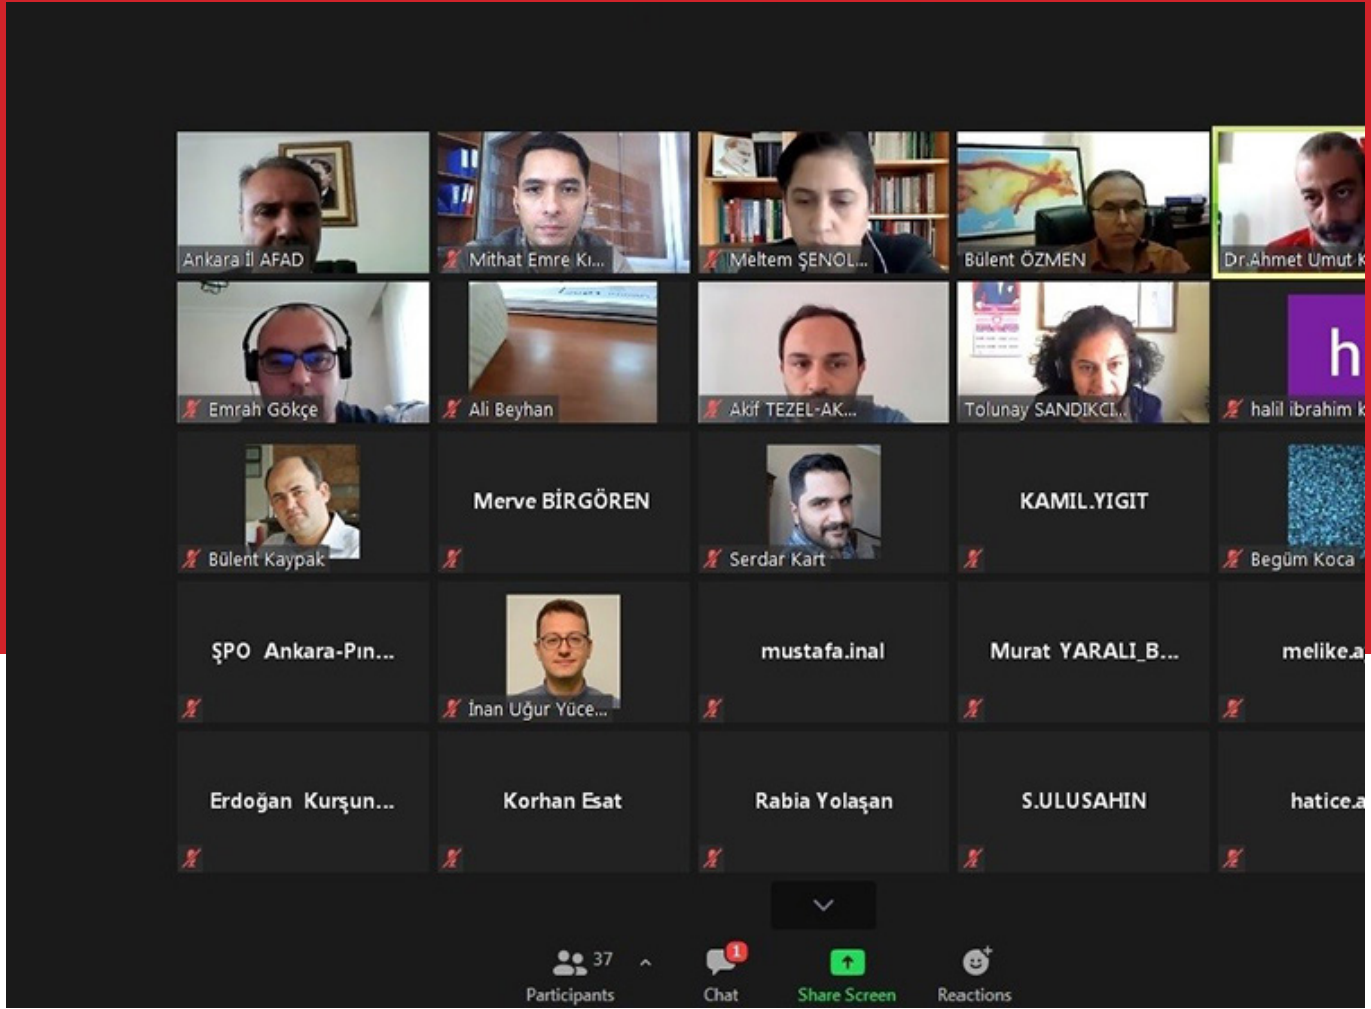 Ankara İl AFAD
Mithat Emre Kı...
Meltem ŞENOL...
Bülent ÖZMEN
Dr.Ahmet Umut K
Emrah Gökçe
Ali Beyhan
Akif TEZEL-AK...
Tolunay SANDIKCI...
h
halil ibrahim k
Bülent Kaypak
Merve BİRGÖREN
Serdar Kart
KAMIL.YIGIT
Begüm Koca
ŞPO Ankara-Pın...
İnan Uğur Yüce...
mustafa.inal
Murat YARALI_B...
melike.a
Erdoğan Kurşun...
Korhan Esat
Rabia Yolaşan
S.ULUSAHIN
hatice.a
37
1
Participants
Chat
Share Screen
Reactions